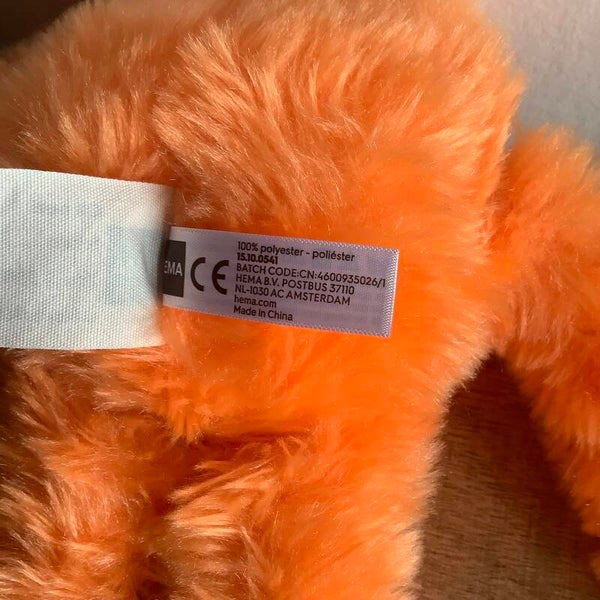 EMA
CE
100% polyester - poliéster
15.10.0541
BATCH CODE:CN:4600935026/1
HEMA B.V. POSTBUS 37110
NL-1030 AC AMSTERDAM
hema.com
Made in China